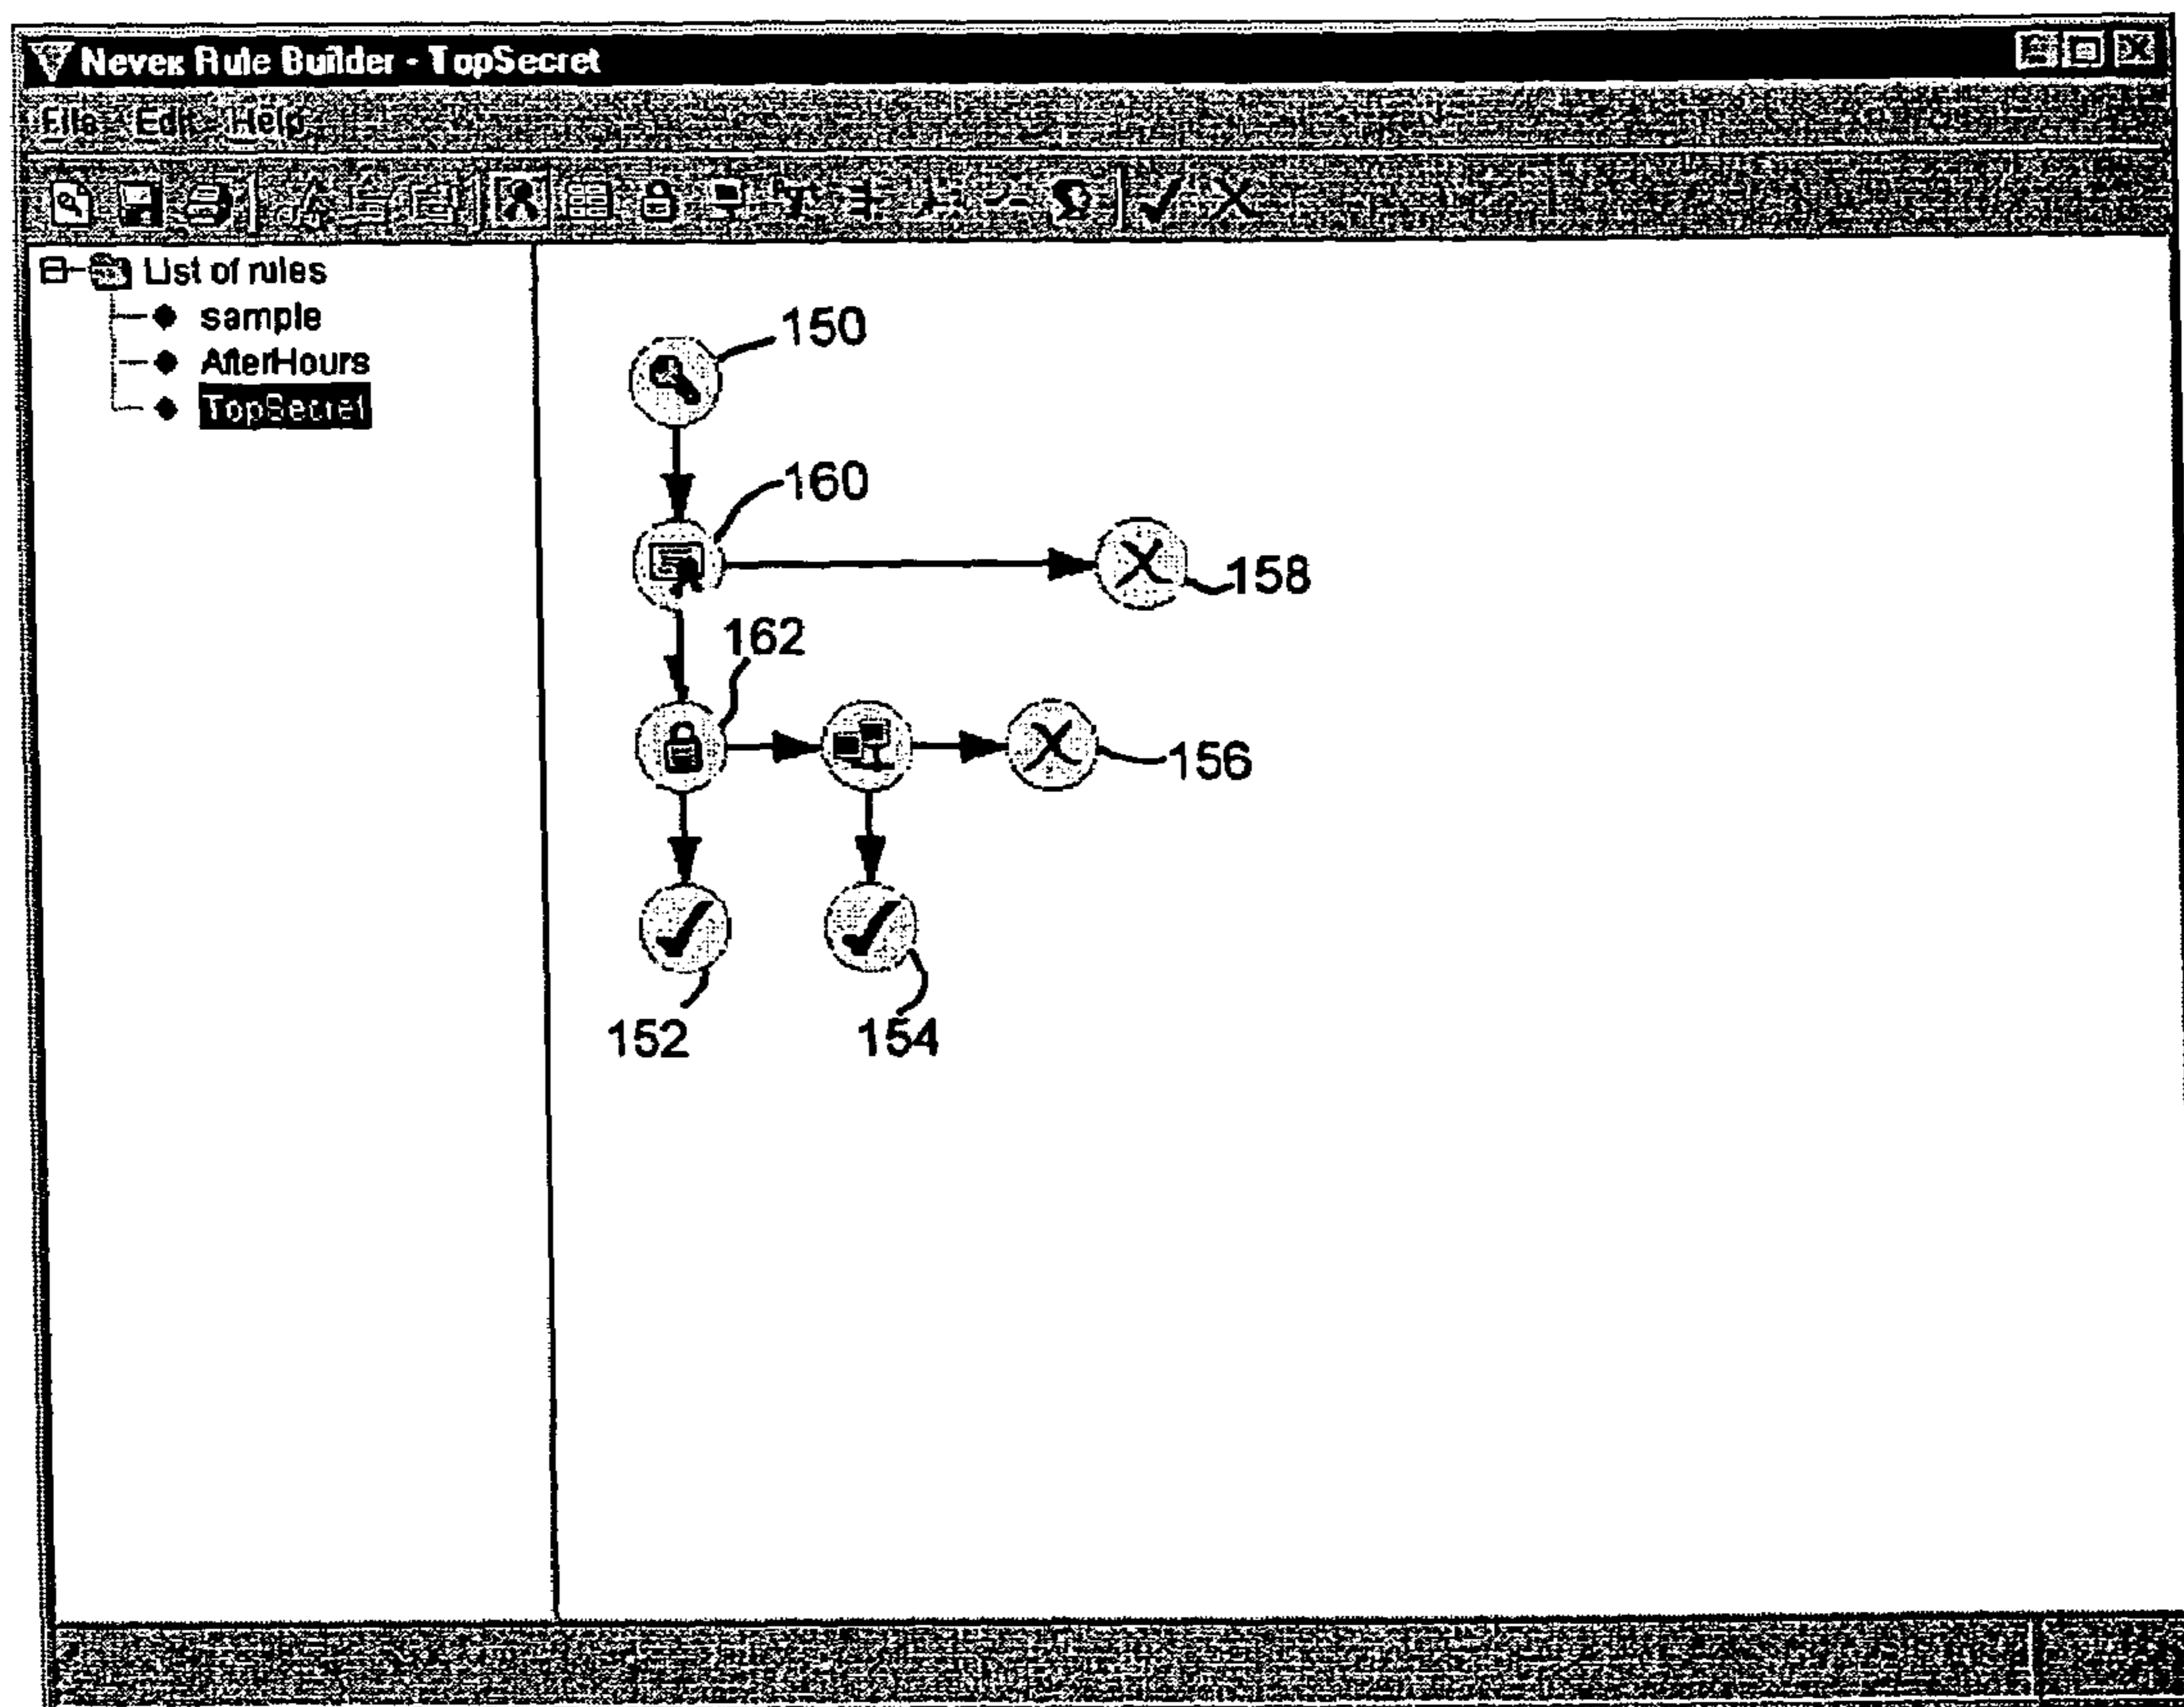 Nevex Rule Builder - TopSecret
File Edit Help
Port
List of rules
sample
AfterHours
TopSecret
150
160
158
162
156
152
154